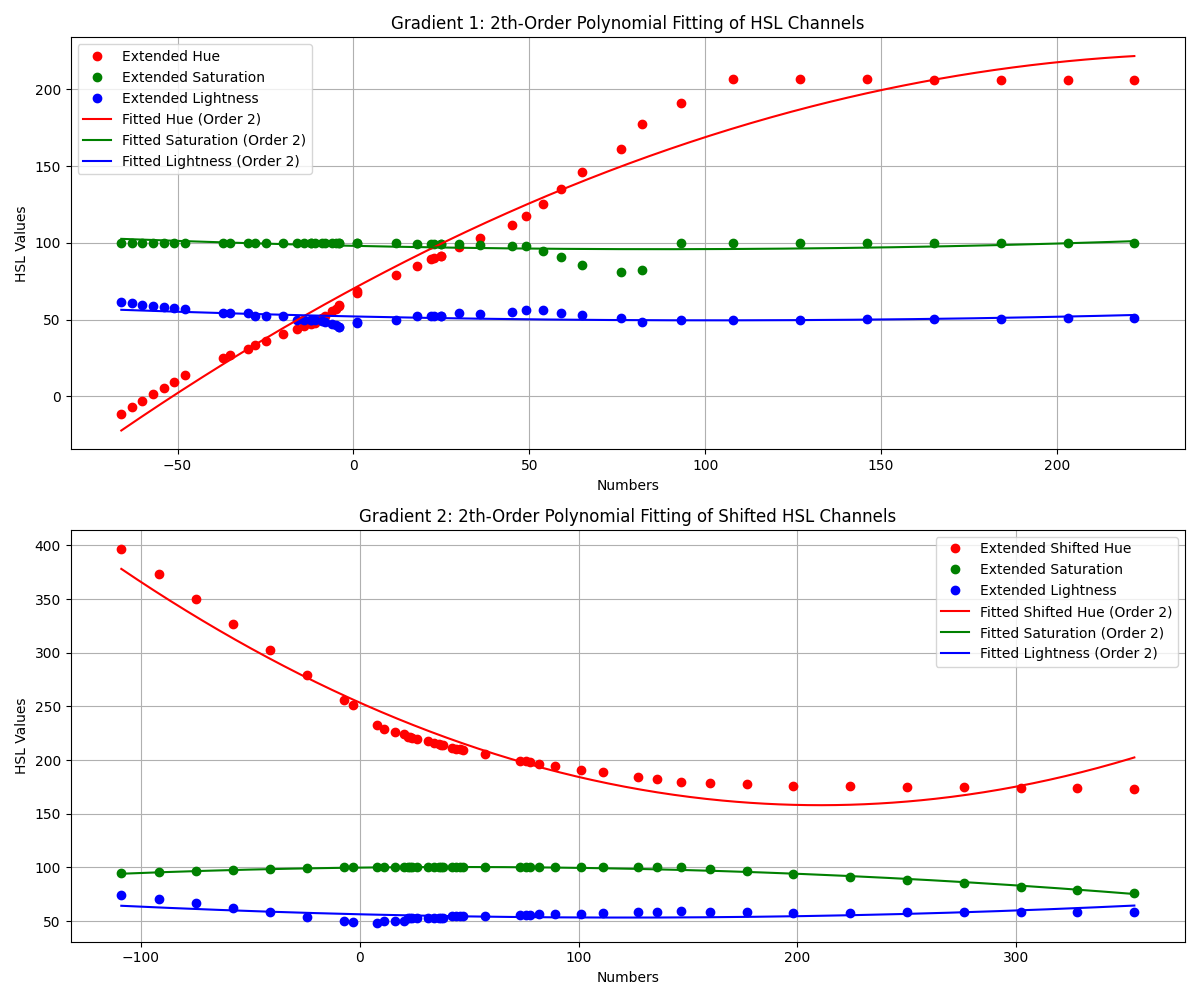 Gradient 1: 2th-Order Polynomial Fitting of HSL Channels
Extended Hue
Extended Saturation
Extended Lightness
Fitted Hue (Order 2)
Fitted Saturation (Order 2)
Fitted Lightness (Order 2)
HSL Values
200
150
100
50
0
−50 0 50 100 150 200
Numbers
Gradient 2: 2th-Order Polynomial Fitting of Shifted HSL Channels
Extended Shifted Hue
Extended Saturation
Extended Lightness
Fitted Shifted Hue (Order 2)
Fitted Saturation (Order 2)
Fitted Lightness (Order 2)
HSL Values
400
350
300
250
200
150
100
50
−100 0 100 200 300
Numbers